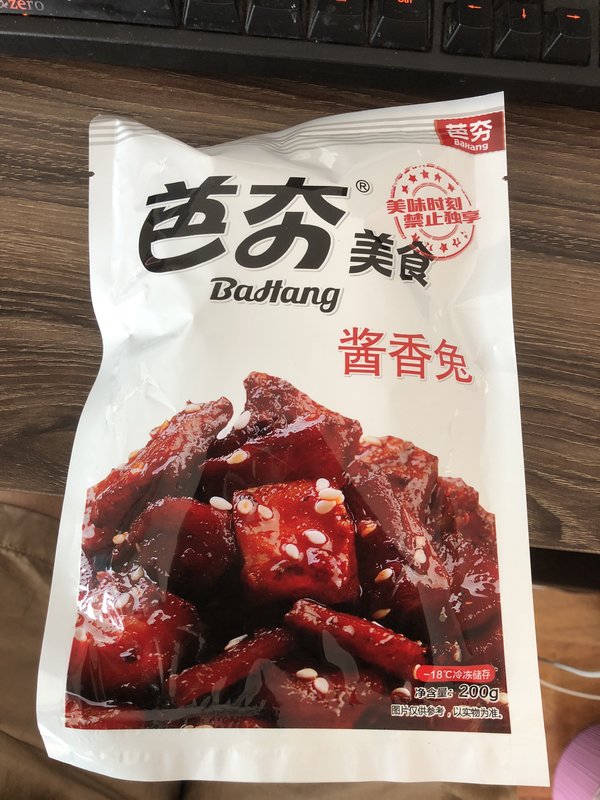 zero
Ctrl
芭夯
BaHang
芭夯®
美食
BaHang
美味时刻
禁止独享
酱香兔
-18℃冷冻储存
净含量：200g
图片仅供参考，以实物为准。